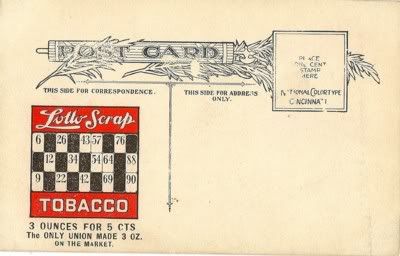 POST CARD.
PLACE
ONE CENT
STAMP
HERE
NATIONAL COLORTYPE
CINCINNATI
THIS SIDE FOR CORRESPONDENCE.
THIS SIDE FOR ADDRESS
ONLY.
Lotto Scrap
6 26 43 57 76
12 34 54 64 88
9 22 42 69 90
TOBACCO
3 OUNCES FOR 5 CTS
The ONLY UNION MADE 3 OZ.
ON THE MARKET.